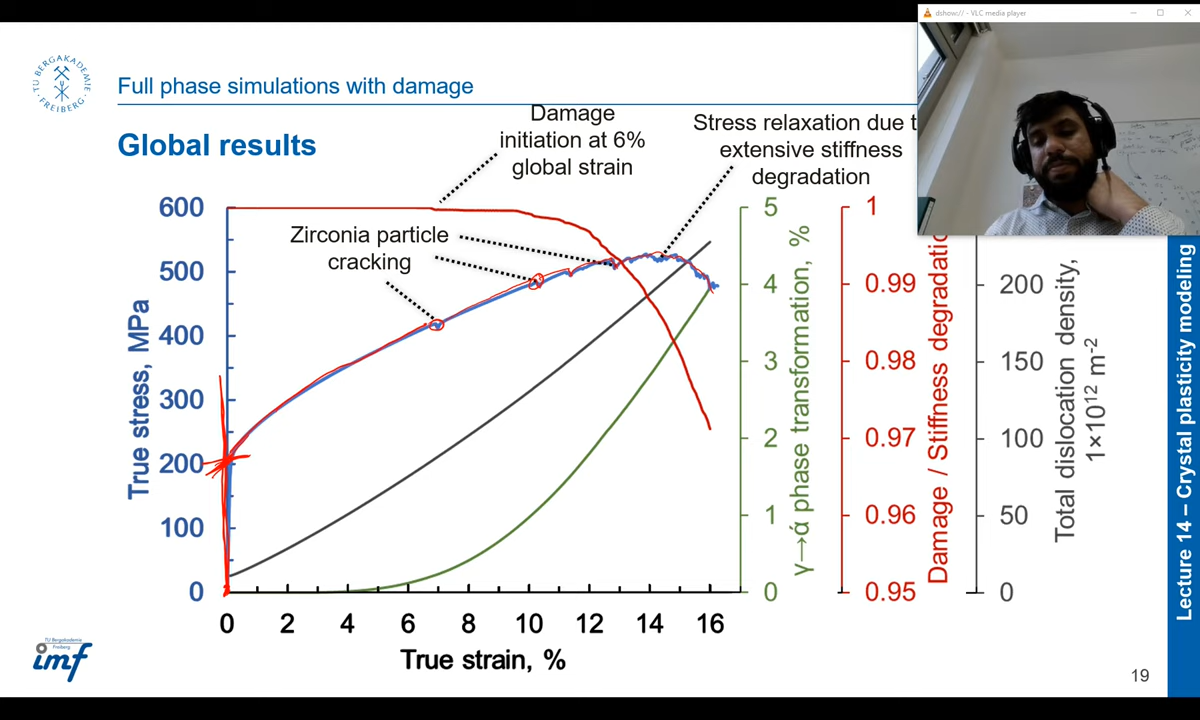 dshow:// - VLC media player
TU BERGAKADEMIE
FREIBERG
Full phase simulations with damage
Global results
Damage
initiation at 6%
global strain
Stress relaxation due t
extensive stiffness
degradation
Zirconia particle
cracking
True stress, MPa
600
500
400
300
200
100
0
0 2 4 6 8 10 12 14 16
True strain, %
5
4
3
2
1
0
γ→ά phase transformation, %
1
0.99
0.98
0.97
0.96
0.95
Damage / Stiffness degradatio
200
150
100
50
0
Total dislocation density,
1×10¹² m⁻²
Lecture 14 – Crystal plasticity modeling
TU Bergakademie
Freiberg
imf
19